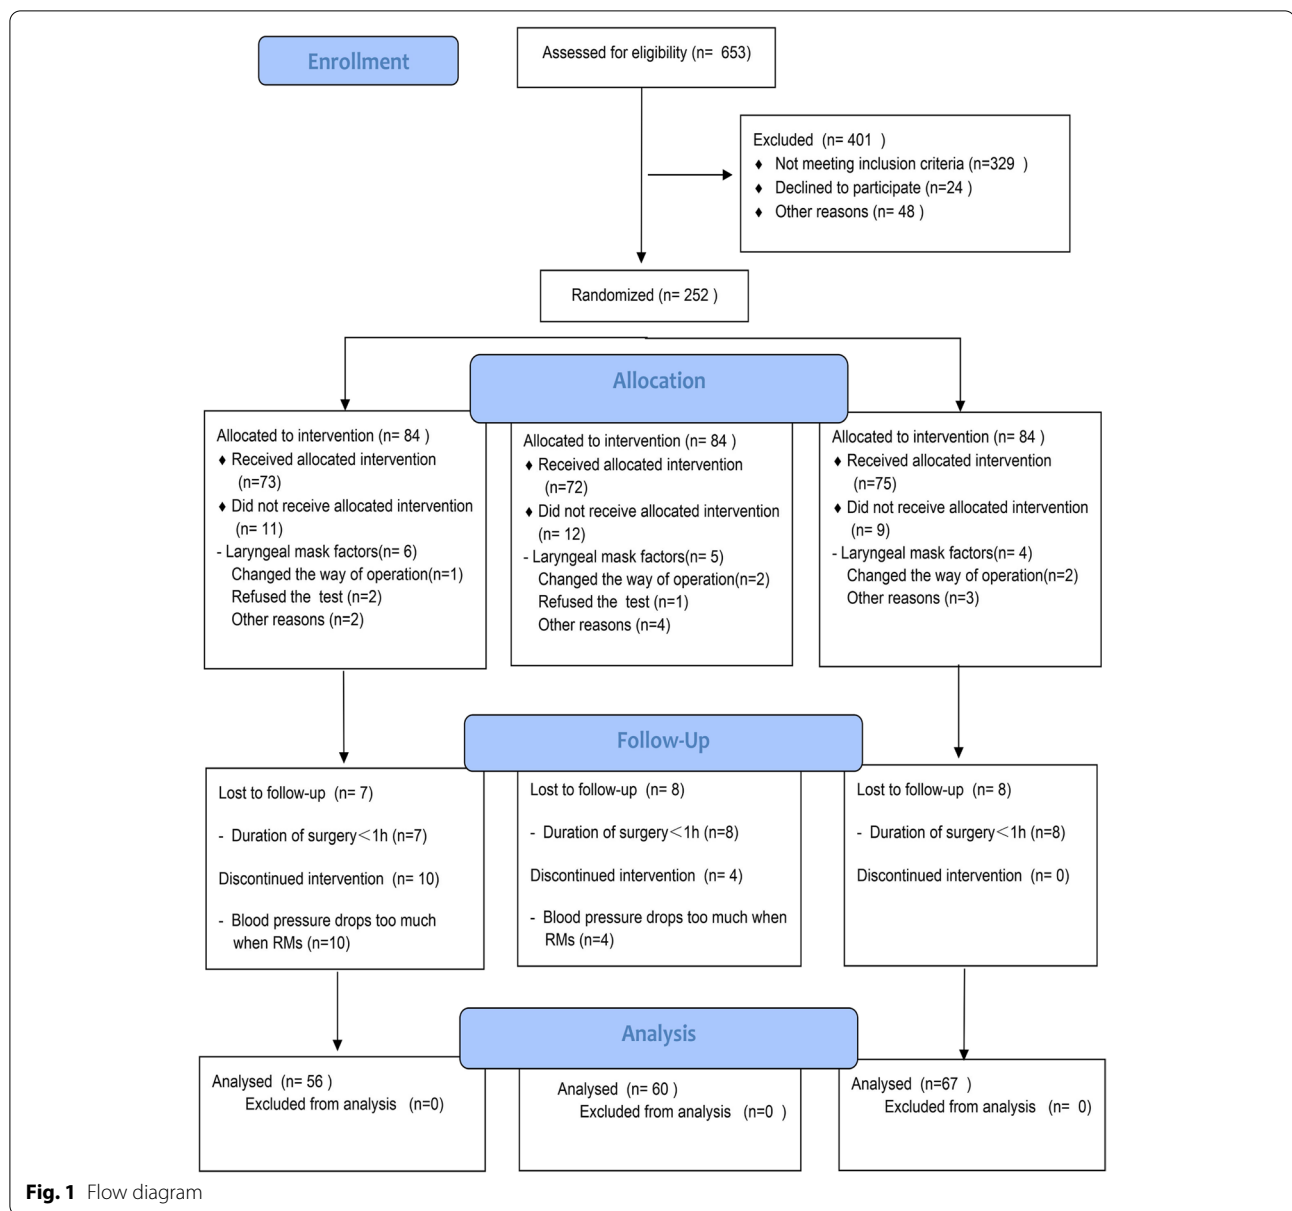 Enrollment
Assessed for eligibility (n= 653)
Excluded (n= 401 )
♦ Not meeting inclusion criteria (n=329 )
♦ Declined to participate (n=24 )
♦ Other reasons (n= 48 )
Randomized (n= 252 )
Allocation
Allocated to intervention (n= 84 )
♦ Received allocated intervention
(n=73)
♦ Did not receive allocated intervention
(n= 11)
- Laryngeal mask factors(n= 6)
Changed the way of operation(n=1)
Refused the test (n=2)
Other reasons (n=2)
Allocated to intervention (n= 84 )
♦ Received allocated intervention
(n=72)
♦ Did not receive allocated intervention
(n= 12)
- Laryngeal mask factors(n= 5)
Changed the way of operation(n=2)
Refused the test (n=1)
Other reasons (n=4)
Allocated to intervention (n= 84 )
♦ Received allocated intervention
(n=75)
♦ Did not receive allocated intervention
(n= 9)
- Laryngeal mask factors(n= 4)
Changed the way of operation(n=2)
Other reasons (n=3)
Follow-Up
Lost to follow-up (n= 7)
- Duration of surgery<1h (n=7)
Discontinued intervention (n= 10)
- Blood pressure drops too much
when RMs (n=10)
Lost to follow-up (n= 8)
- Duration of surgery<1h (n=8)
Discontinued intervention (n= 4)
- Blood pressure drops too much when
RMs (n=4)
Lost to follow-up (n= 8)
- Duration of surgery<1h (n=8)
Discontinued intervention (n= 0)
Analysis
Analysed (n= 56 )
Excluded from analysis (n=0)
Analysed (n= 60 )
Excluded from analysis (n=0 )
Analysed (n=67 )
Excluded from analysis (n= 0)
Fig. 1 Flow diagram